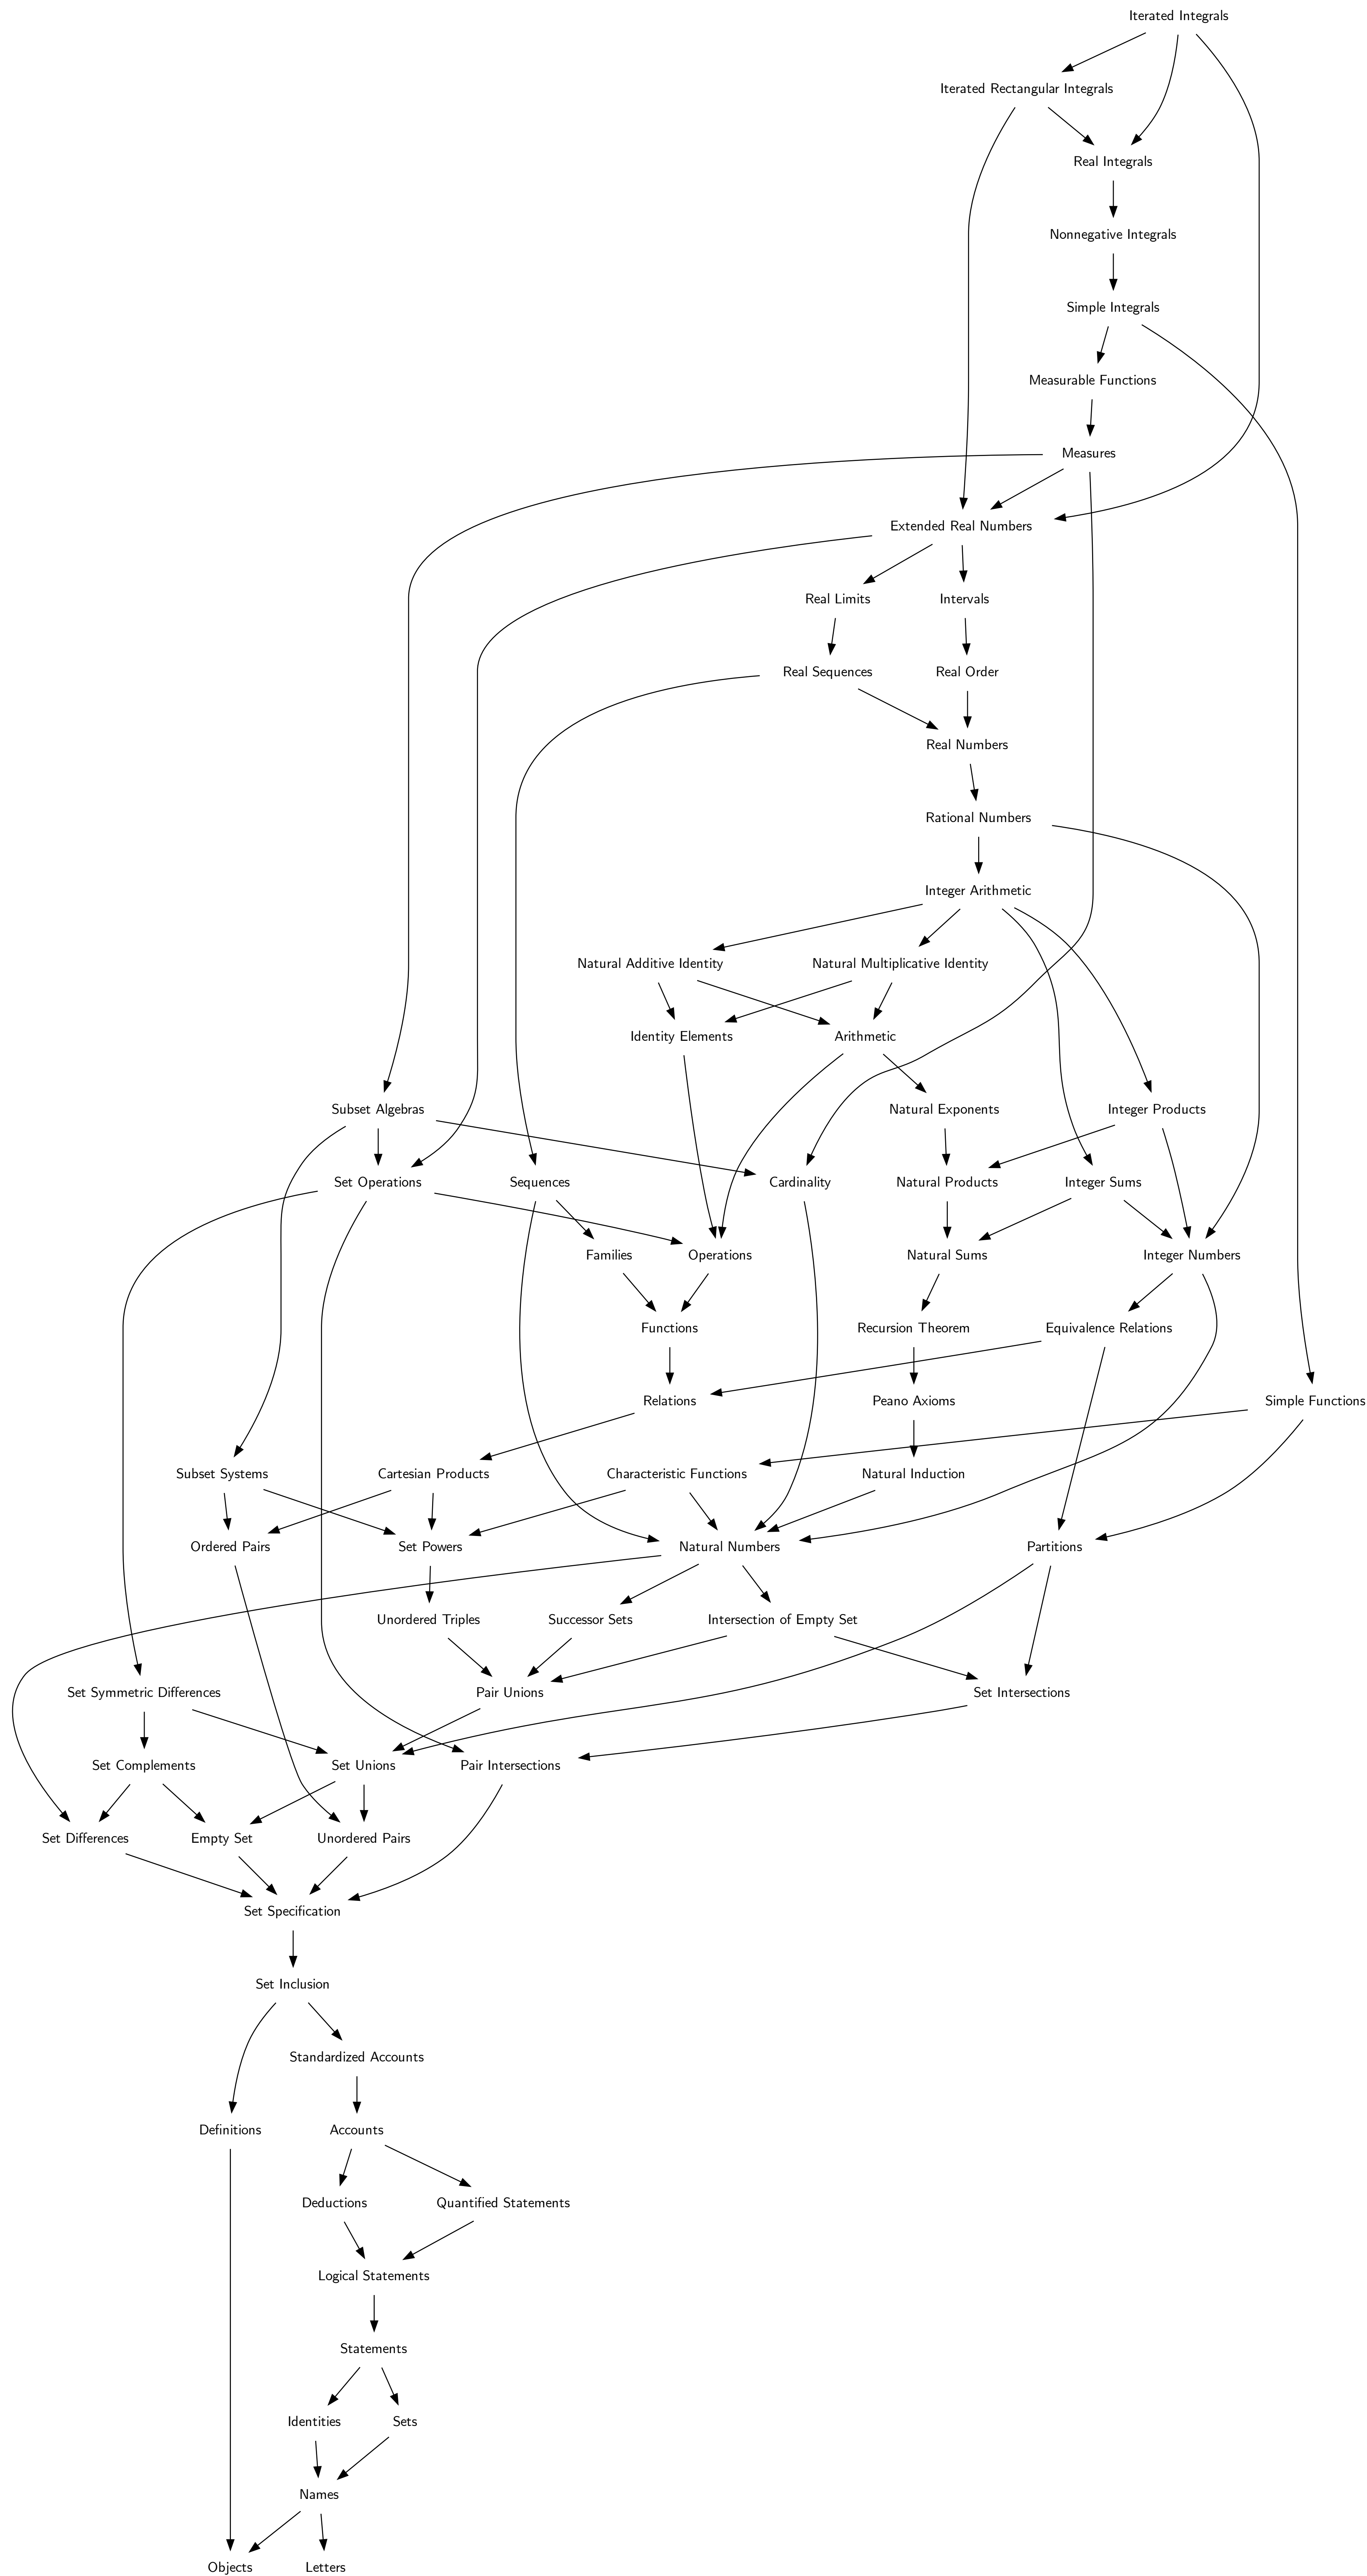 Iterated Integrals
Iterated Rectangular Integrals
Real Integrals
Nonnegative Integrals
Simple Integrals
Measurable Functions
Measures
Extended Real Numbers
Real Limits
Intervals
Real Sequences
Real Order
Real Numbers
Rational Numbers
Integer Arithmetic
Natural Additive Identity
Natural Multiplicative Identity
Identity Elements
Arithmetic
Subset Algebras
Natural Exponents
Integer Products
Set Operations
Sequences
Cardinality
Natural Products
Integer Sums
Families
Operations
Natural Sums
Integer Numbers
Functions
Recursion Theorem
Equivalence Relations
Relations
Peano Axioms
Simple Functions
Subset Systems
Cartesian Products
Characteristic Functions
Natural Induction
Ordered Pairs
Set Powers
Natural Numbers
Partitions
Unordered Triples
Successor Sets
Intersection of Empty Set
Set Symmetric Differences
Pair Unions
Set Intersections
Set Complements
Set Unions
Pair Intersections
Set Differences
Empty Set
Unordered Pairs
Set Specification
Set Inclusion
Standardized Accounts
Definitions
Accounts
Deductions
Quantified Statements
Logical Statements
Statements
Identities
Sets
Names
Objects
Letters